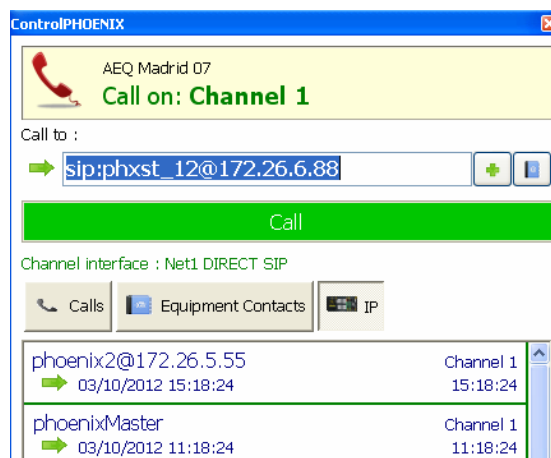 ControlPHOENIX
AEQ Madrid 07
Call on: Channel 1
Call to :
sip:phxst_12@172.26.6.88
Call
Channel interface : Net1 DIRECT SIP
Calls Equipment Contacts IP
phoenix2@172.26.5.55 Channel 1
03/10/2012 15:18:24 15:18:24
phoenixMaster Channel 1
03/10/2012 11:18:24 11:18:24